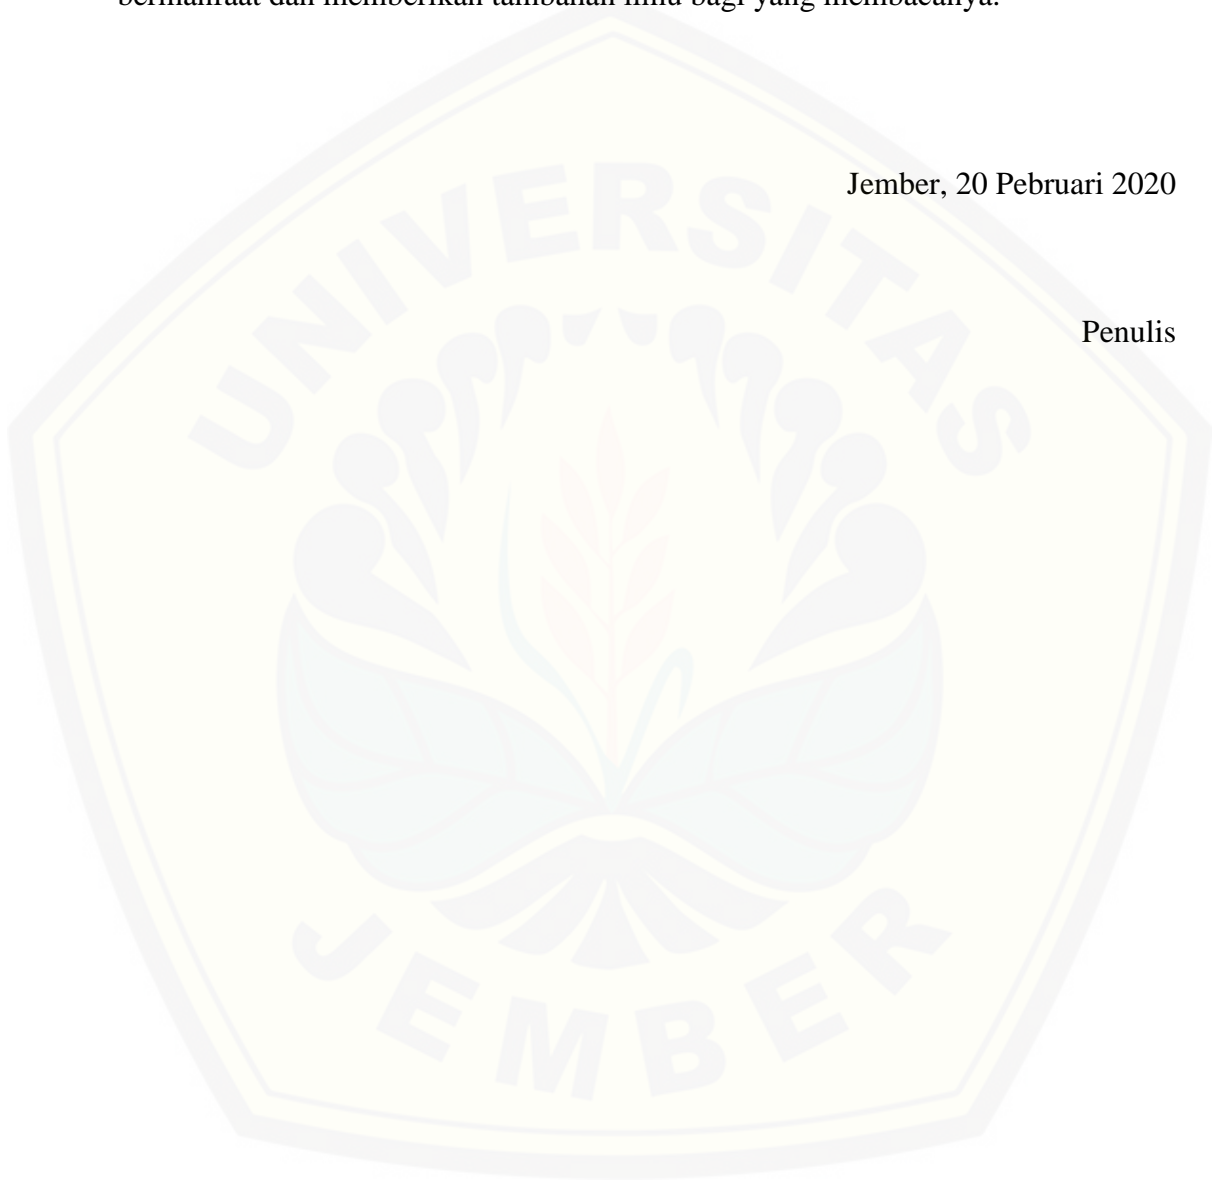 bermanfaat dan memberikan tambahan ilmu bagi yang membacanya.
Jember, 20 Pebruari 2020
Penulis
UNIVERSITAS
JEMBER